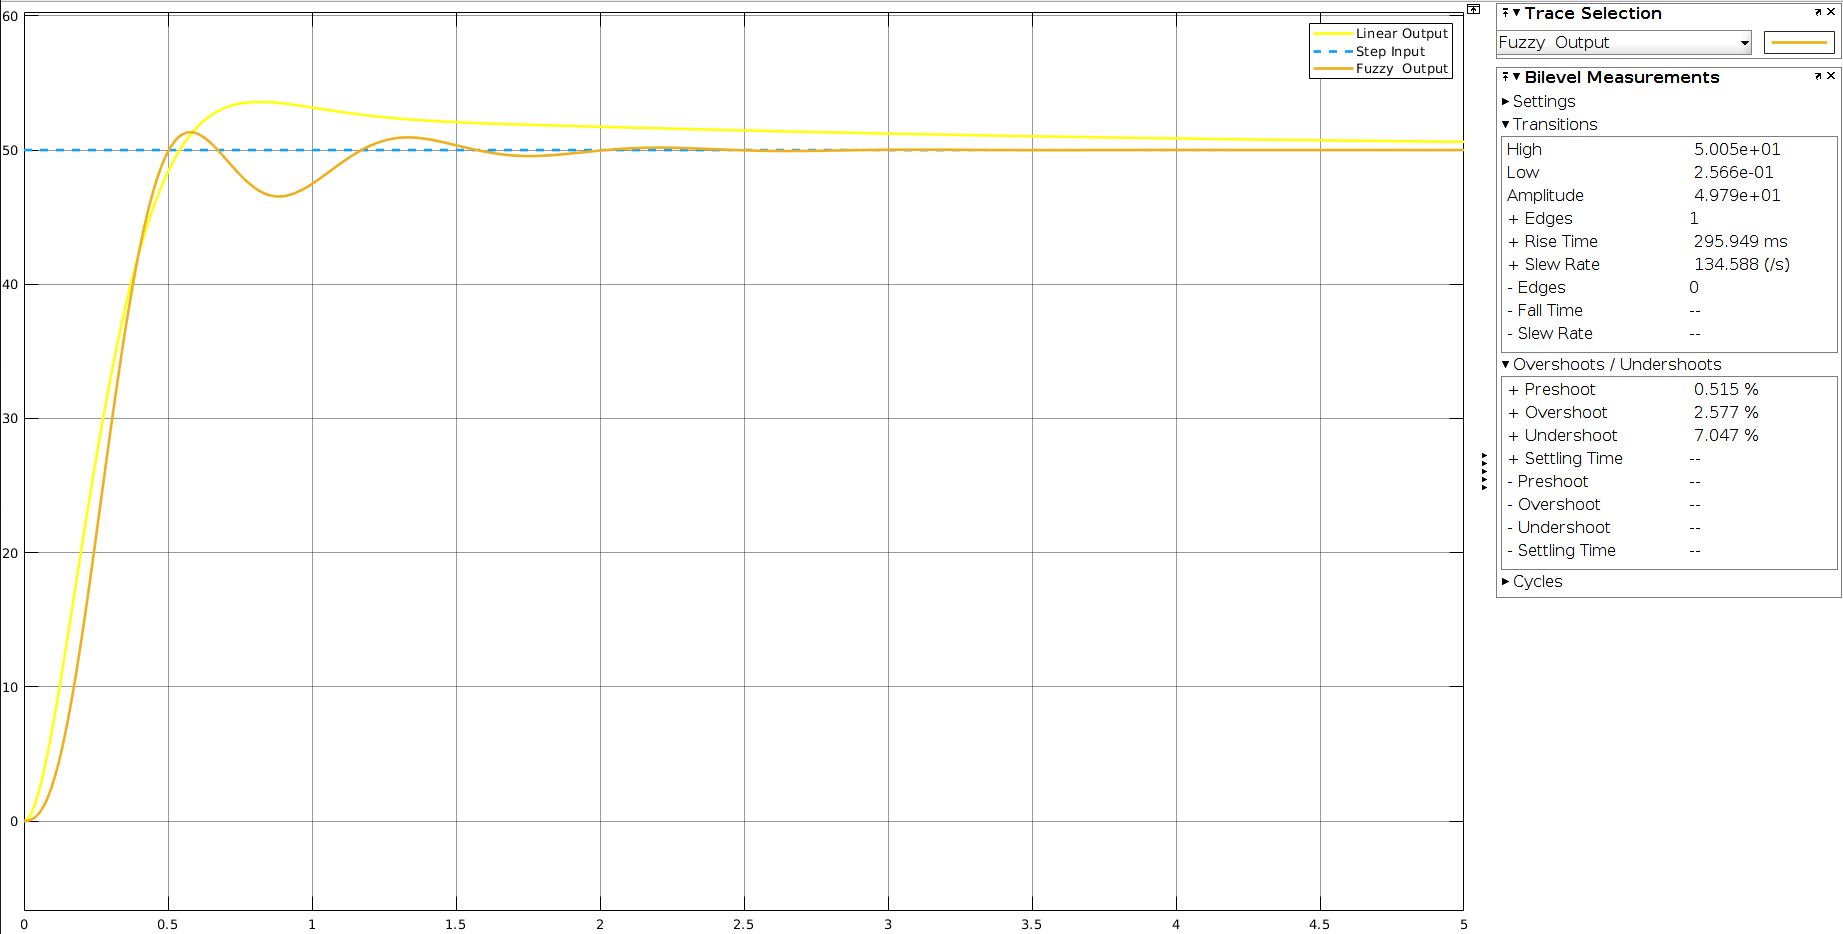 60
50
40
30
20
10
0
0 0.5 1 1.5 2 2.5 3 3.5 4 4.5 5
Linear Output
Step Input
Fuzzy Output
Trace Selection
Fuzzy Output
Bilevel Measurements
Settings
Transitions
High 5.005e+01
Low 2.566e-01
Amplitude 4.979e+01
+ Edges 1
+ Rise Time 295.949 ms
+ Slew Rate 134.588 (/s)
- Edges 0
- Fall Time --
- Slew Rate --
Overshoots / Undershoots
+ Preshoot 0.515 %
+ Overshoot 2.577 %
+ Undershoot 7.047 %
+ Settling Time --
- Preshoot --
- Overshoot --
- Undershoot --
- Settling Time --
Cycles